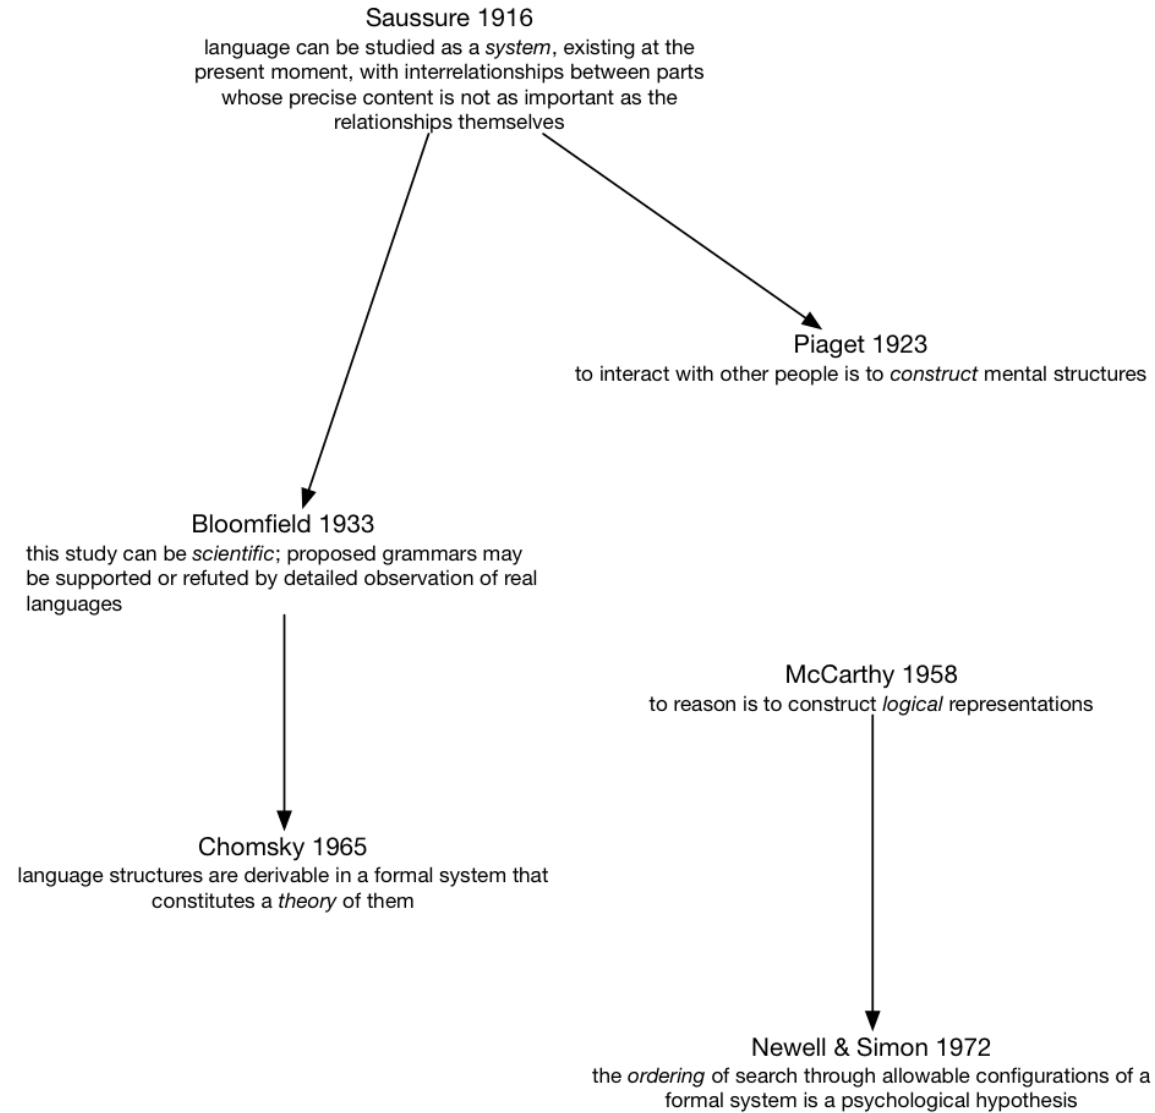 Saussure 1916
language can be studied as a system, existing at the
present moment, with interrelationships between parts
whose precise content is not as important as the
relationships themselves
Piaget 1923
to interact with other people is to construct mental structures
Bloomfield 1933
this study can be scientific; proposed grammars may
be supported or refuted by detailed observation of real
languages
McCarthy 1958
to reason is to construct logical representations
Chomsky 1965
language structures are derivable in a formal system that
constitutes a theory of them
Newell & Simon 1972
the ordering of search through allowable configurations of a
formal system is a psychological hypothesis